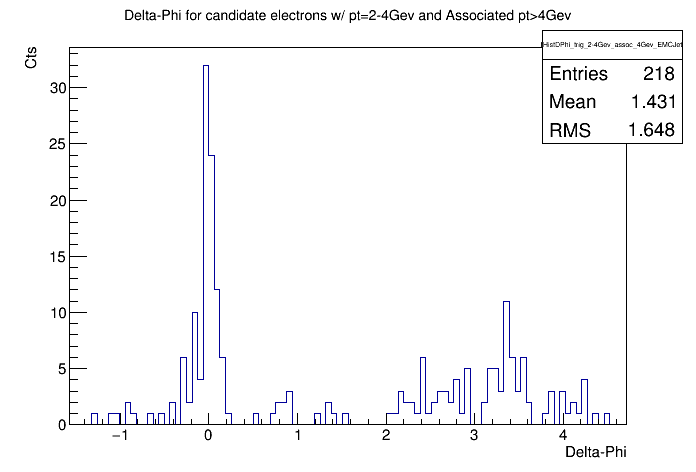 Delta-Phi for candidate electrons w/ pt=2-4Gev and Associated pt>4Gev
HistDPhi_trig_2-4Gev_assoc_4Gev_EMCJet
Entries 218
Mean 1.431
RMS 1.648
Cts
30
25
20
15
10
5
0
−1 0 1 2 3 4
Delta-Phi